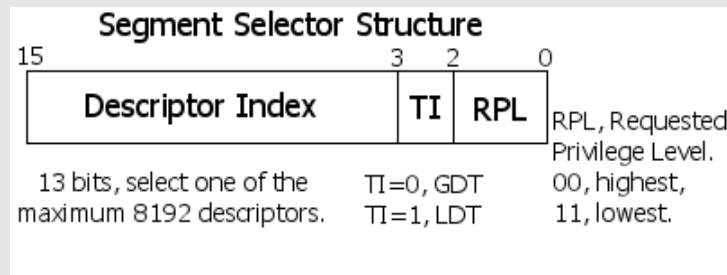 Segment Selector Structure
15 3 2 0
Descriptor Index TI RPL
RPL, Requested
Privilege Level.
00, highest,
11, lowest.
13 bits, select one of the
maximum 8192 descriptors.
TI=0, GDT
TI=1, LDT